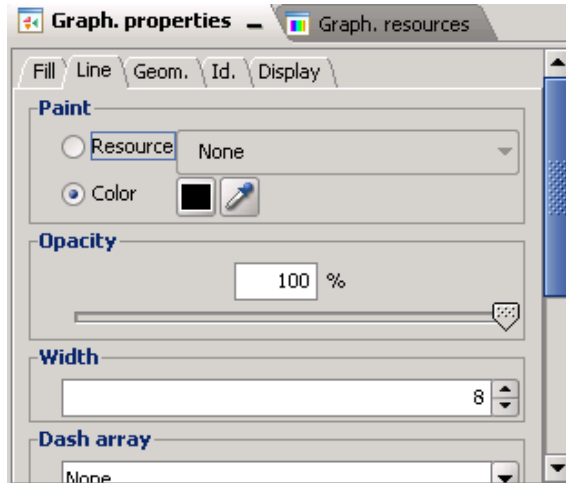 Graph. properties
Graph. resources
Fill Line Geom. Id. Display
Paint
Resource None
Color
Opacity
100 %
Width
8
Dash array
None